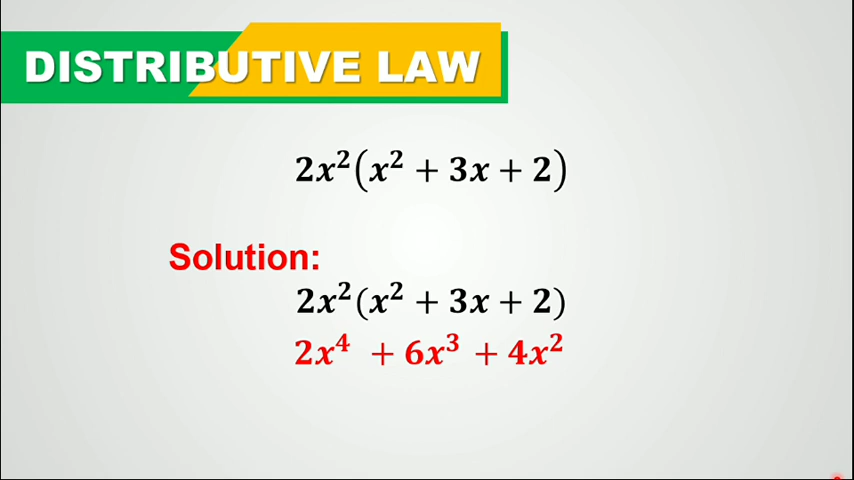 DISTRIBUTIVE LAW
2x²(x² + 3x + 2)
Solution:
2x²(x² + 3x + 2)
2x⁴ + 6x³ + 4x²